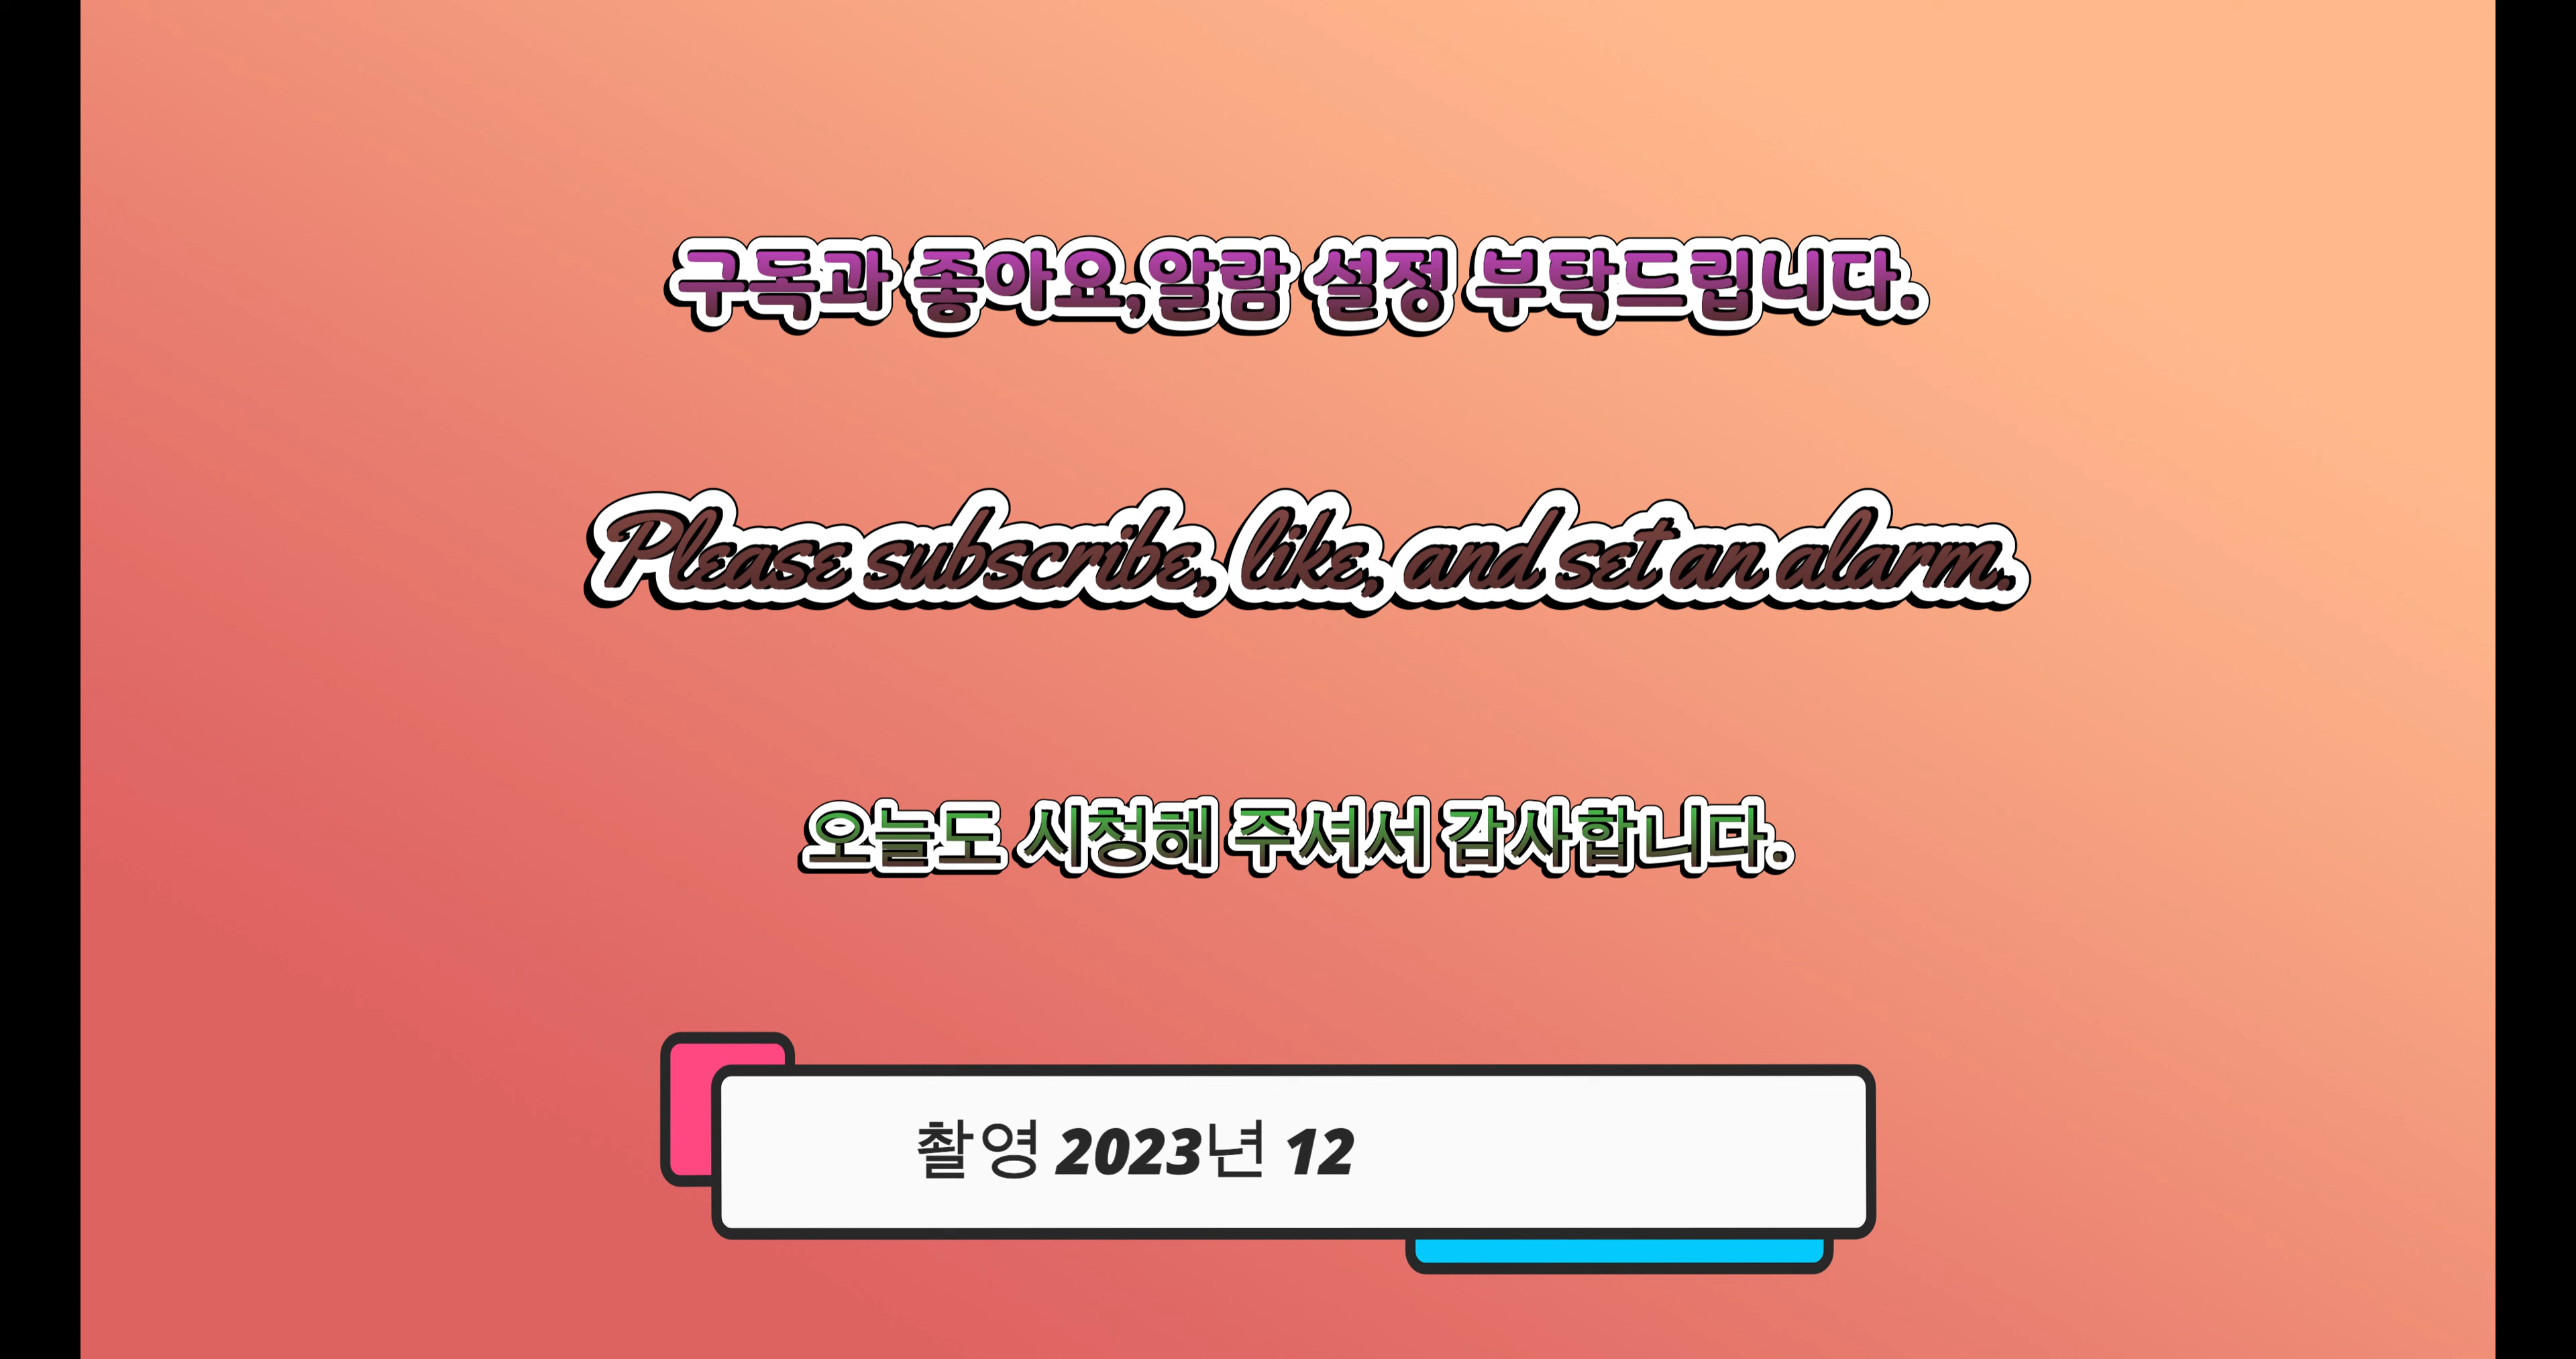 구독과 좋아요,알람 설정 부탁드립니다.
Please subscribe, like, and set an alarm.
오늘도 시청해 주셔서 감사합니다.
촬영 2023년 12